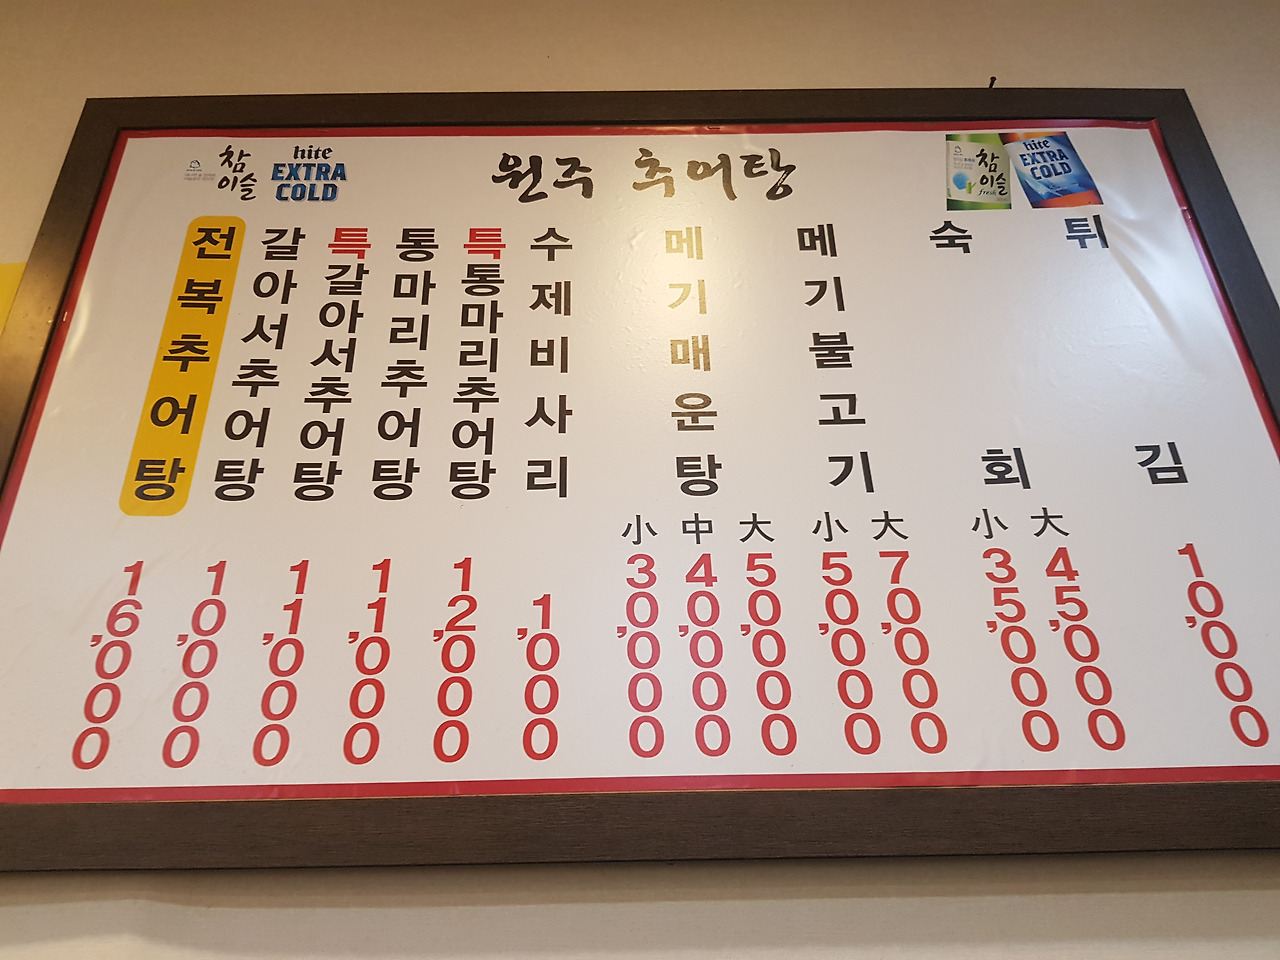 참이슬
hite
EXTRA
COLD
원주 추어탕
참이슬
fresh
hite
EXTRA
COLD
전복추어탕
16,000
갈아서추어탕
10,000
특갈아서추어탕
11,000
통마리추어탕
11,000
특통마리추어탕
12,000
수제비사리
1,000
메기매운탕
小 30,000
中 40,000
大 50,000
메기불고기
小 50,000
大 70,000
숙회
小 35,000
大 45,000
튀김
10,000